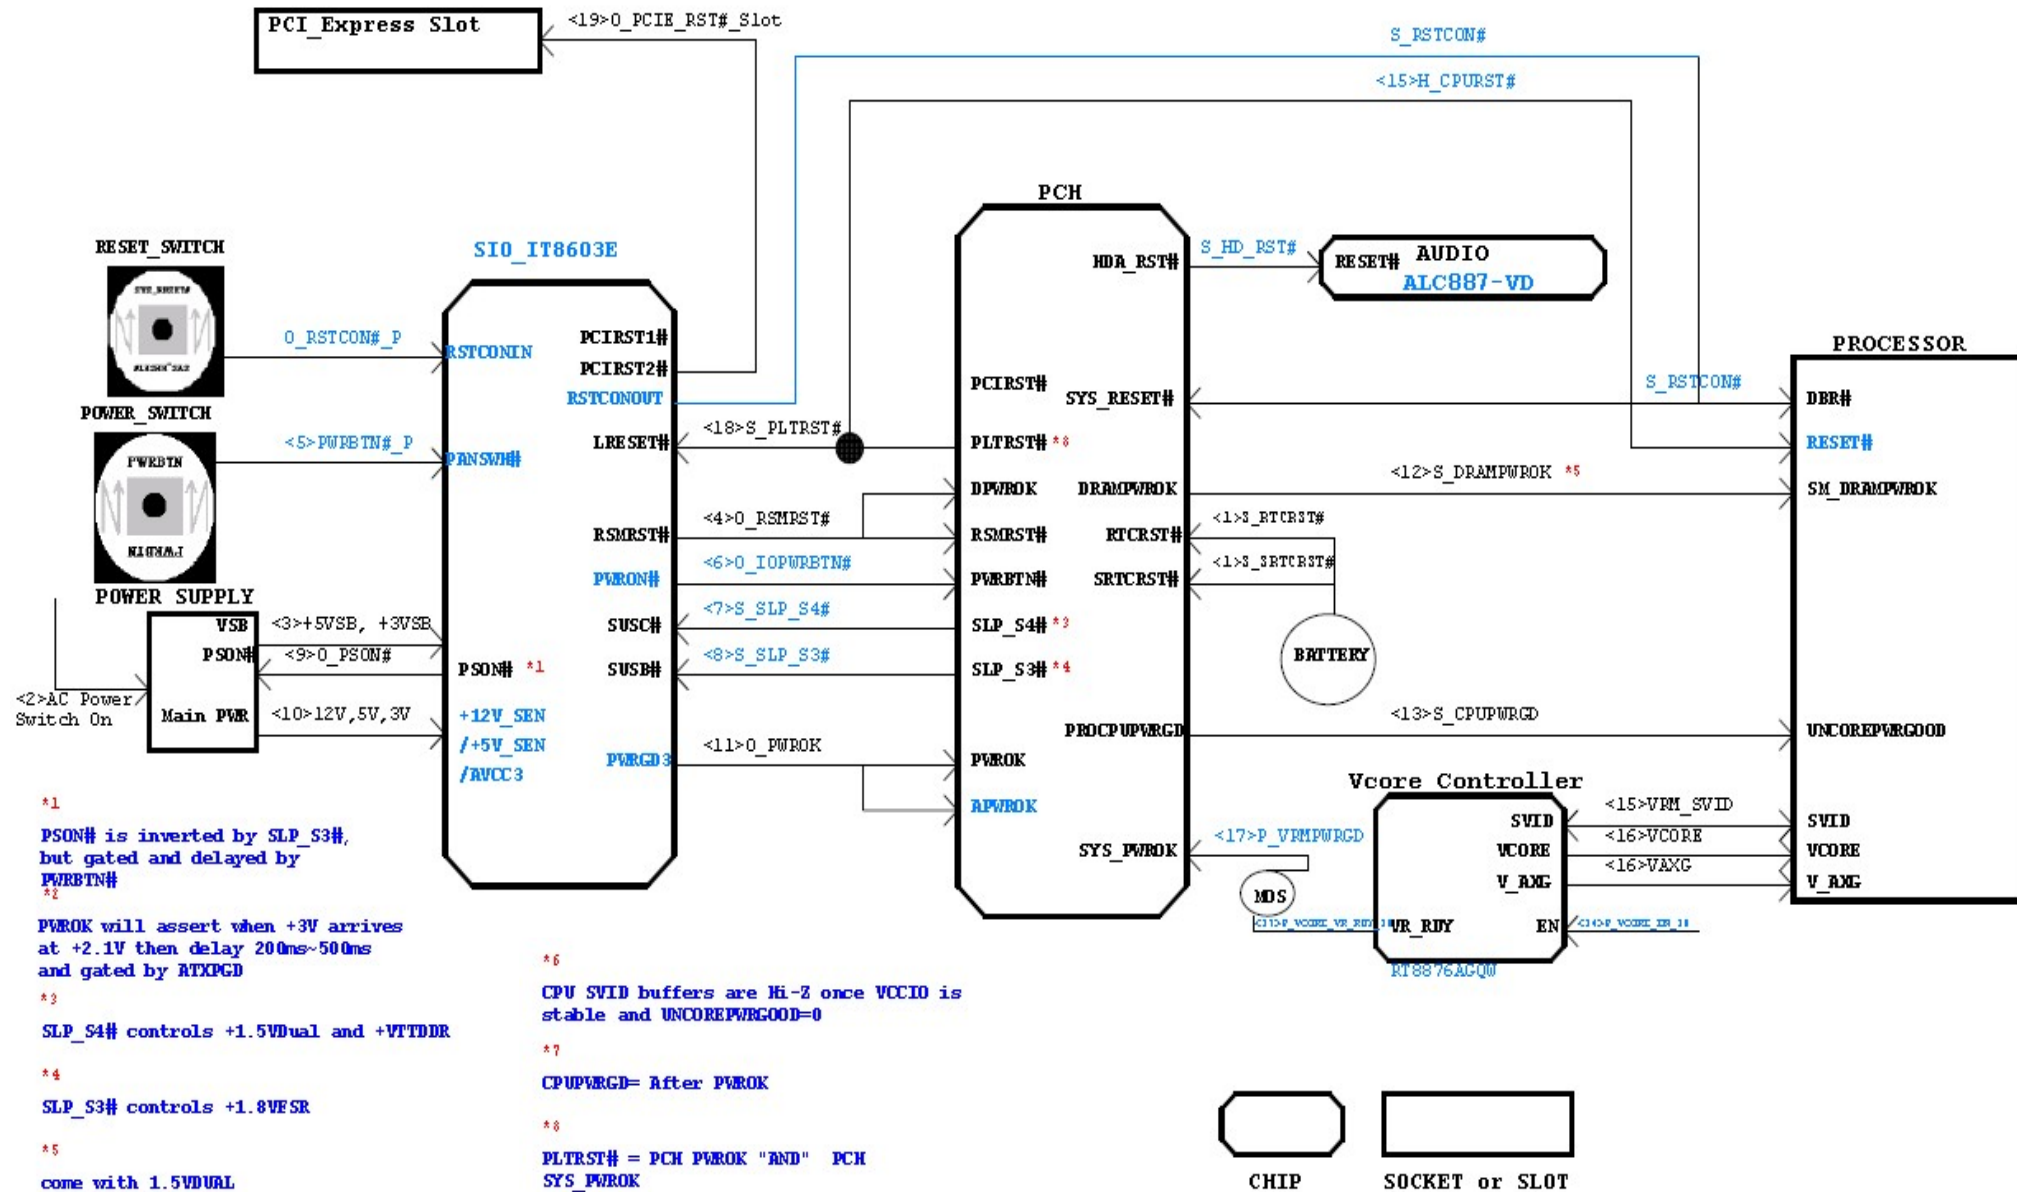 PCI_Express Slot
<19>O_PCIE_RST#_Slot
S_RSTCON#
<15>H_CPURST#
PCH
RESET_SWITCH
SYS_RESET#
SIO_IT8603E
HDA_RST#
S_HD_RST#
RESET#
AUDIO
ALC887-VD
O_RSTCON#_P
RSTCONIN
PCIRST1#
PCIRST2#
RSTCONOUT
PCIRST#
SYS_RESET#
S_RSTCON#
PROCESSOR
DBR#
POWER_SWITCH
PWRBTN
PWRBTN
<5>PWRBTN#_P
PANSWH#
LRESET#
<18>S_PLTRST#
PLTRST# *8
RESET#
DPWROK
DRAMPWROK
<12>S_DRAMPWROK *5
SM_DRAMPWROK
RSMRST#
<4>O_RSMRST#
RSMRST#
RTCRST#
<1>S_RTCRST#
PWRON#
<6>O_IOPWRBTN#
PWRBTN#
SRTCRST#
<1>S_SRTCRST#
POWER SUPPLY
VSB
<3>+5VSB, +3VSB
SUSC#
<7>S_SLP_S4#
SLP_S4# *3
PSON#
<9>O_PSON#
PSON# *1
SUSB#
<8>S_SLP_S3#
SLP_S3# *4
BATTERY
<2>AC Power
Switch On
Main PWR
<10>12V,5V,3V
+12V_SEN
/+5V_SEN
/AVCC3
PWRGD3
<11>O_PWROK
PWROK
APWROK
PROCPUPWRGD
<13>S_CPUPWRGD
UNCOREPWRGOOD
Vcore Controller
SVID
<15>VRM_SVID
SVID
VCORE
<16>VCORE
VCORE
V_AXG
<16>VAXG
V_AXG
SYS_PWROK
<17>P_VRMPWRGD
MOS
VR_RDY
EN
RT8876AGQW
*1
PSON# is inverted by SLP_S3#,
but gated and delayed by
PWRBTN#
*2
PWROK will assert when +3V arrives
at +2.1V then delay 200ms~500ms
and gated by ATXPGD
*3
SLP_S4# controls +1.5VDual and +VTTDDR
*4
SLP_S3# controls +1.8VFSR
*5
come with 1.5VDUAL
*6
CPU SVID buffers are Hi-Z once VCCIO is
stable and UNCOREPWRGOOD=0
*7
CPUPWRGD= After PWROK
*8
PLTRST# = PCH PWROK "AND" PCH
SYS_PWROK
CHIP
SOCKET or SLOT